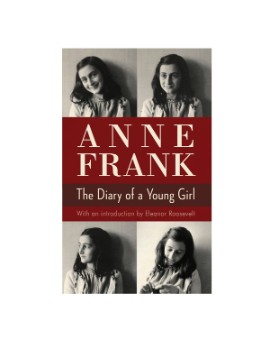 ANNE
FRANK
The Diary of a Young Girl
With an introduction by Eleanor Roosevelt